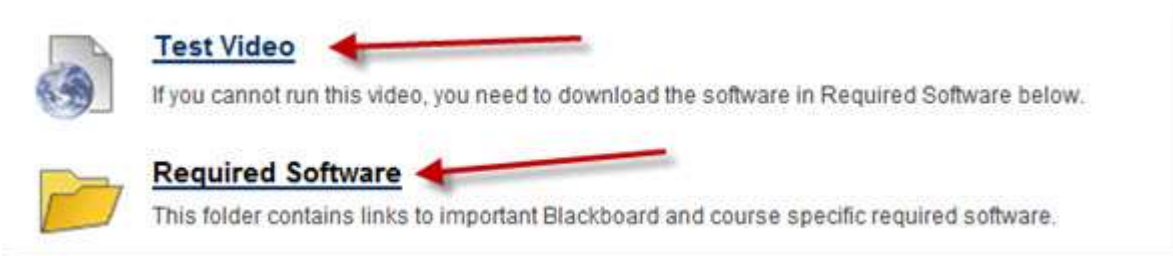 Test Video
If you cannot run this video, you need to download the software in Required Software below.
Required Software
This folder contains links to important Blackboard and course specific required software.